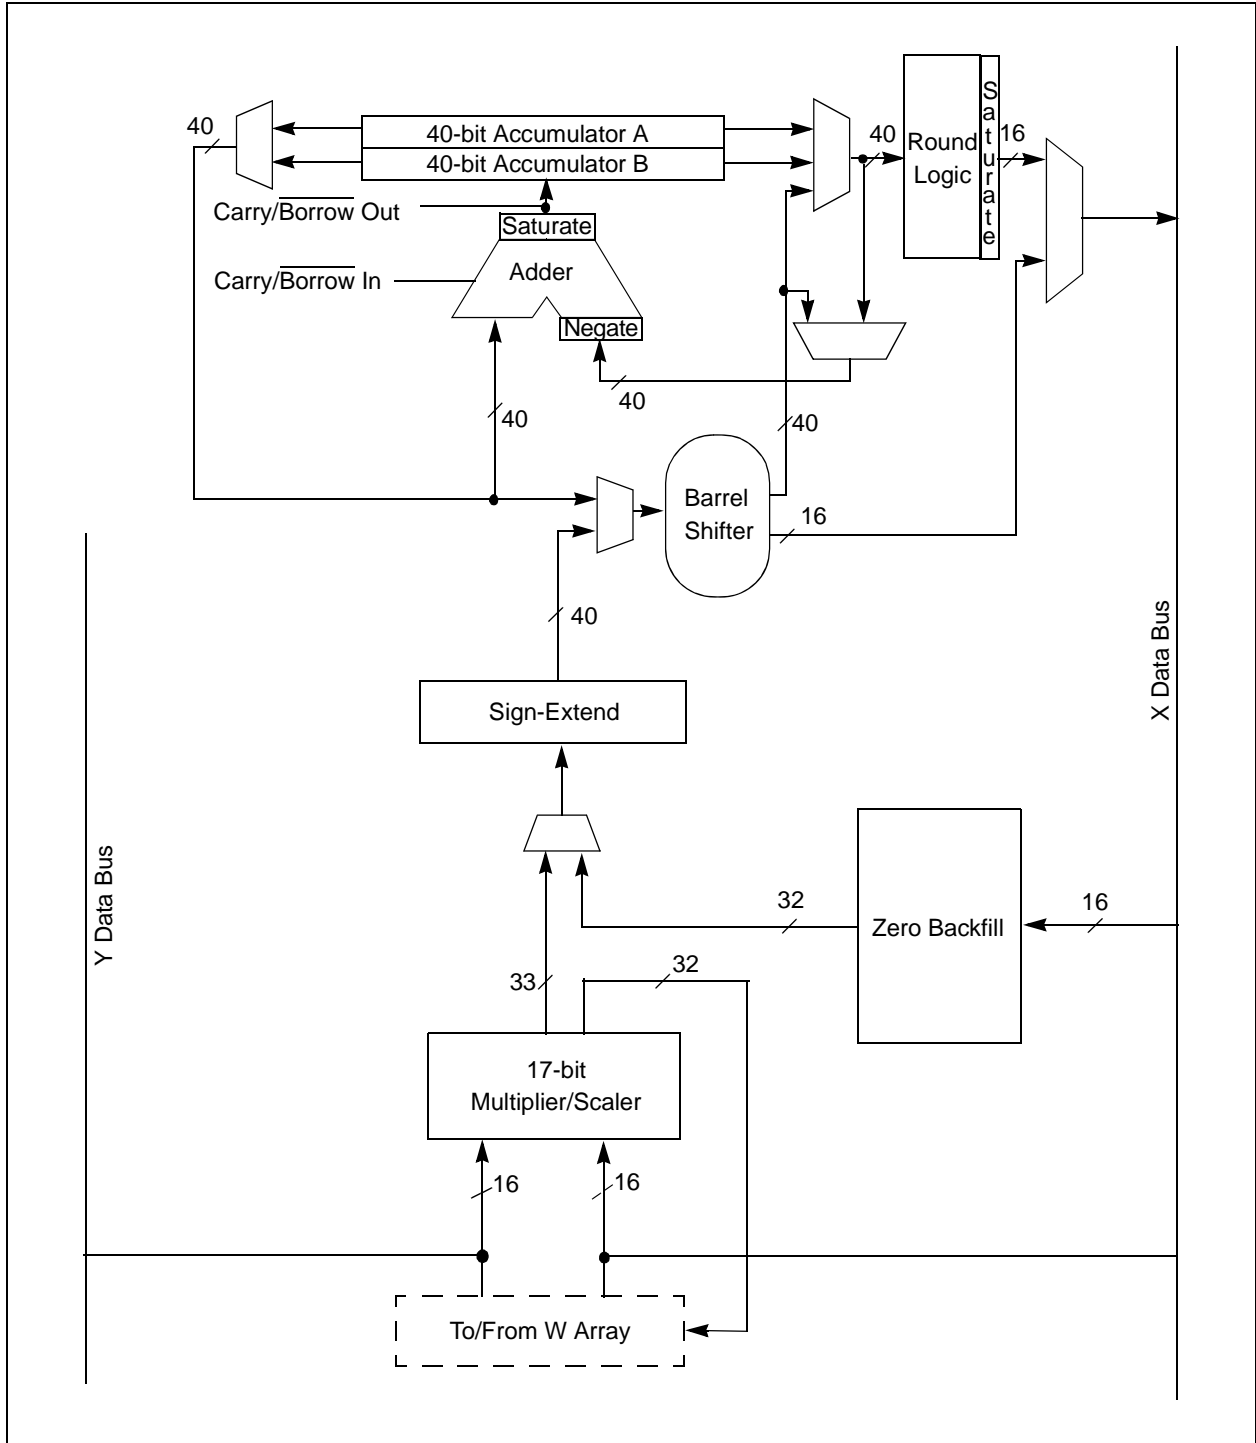 40
40-bit Accumulator A
40-bit Accumulator B
Carry/Borrow Out
Saturate
Carry/Borrow In
Adder
Negate
40
Round
Logic
Saturate
16
40
40
40
Barrel
Shifter
16
40
X Data Bus
Sign-Extend
Y Data Bus
32
Zero Backfill
16
33
32
17-bit
Multiplier/Scaler
16
16
To/From W Array